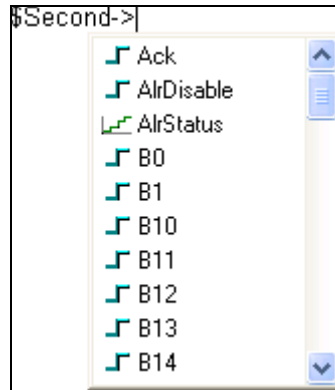 $Second->
Ack
AlrDisable
AlrStatus
B0
B1
B10
B11
B12
B13
B14